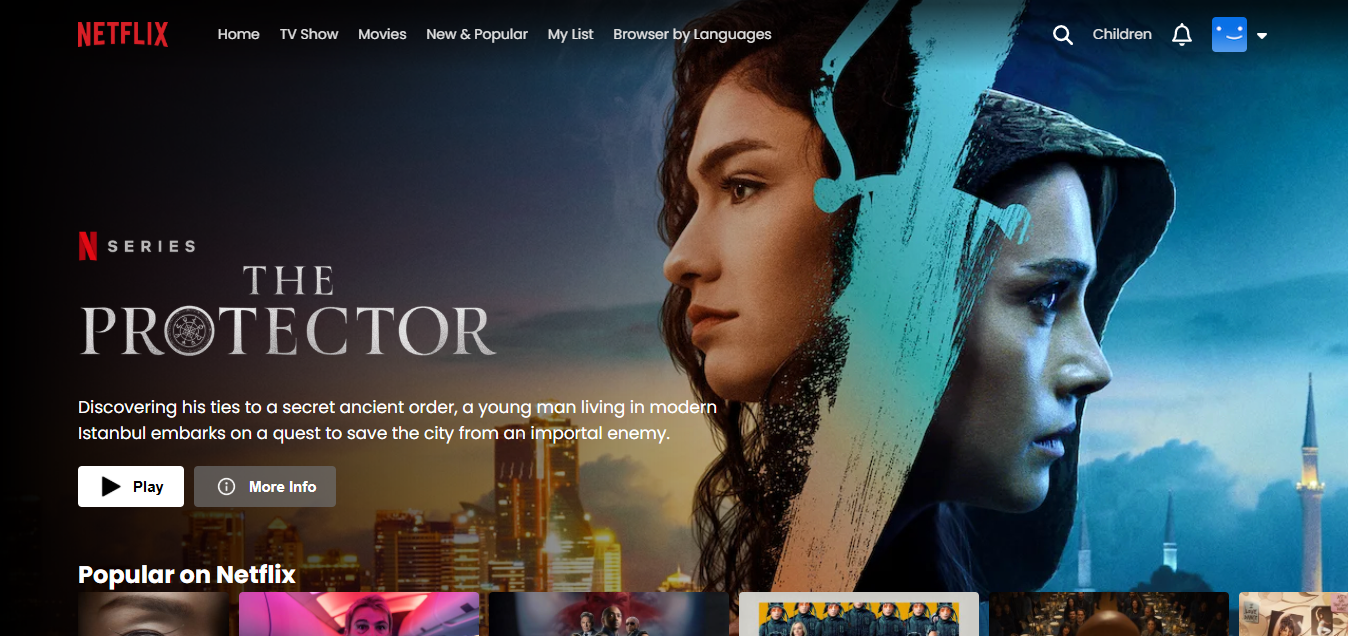 NETFLIX
Home
TV Show
Movies
New & Popular
My List
Browser by Languages
Children
N SERIES
THE
PROTECTOR
Discovering his ties to a secret ancient order, a young man living in modern
Istanbul embarks on a quest to save the city from an importal enemy.
Play
More Info
Popular on Netflix